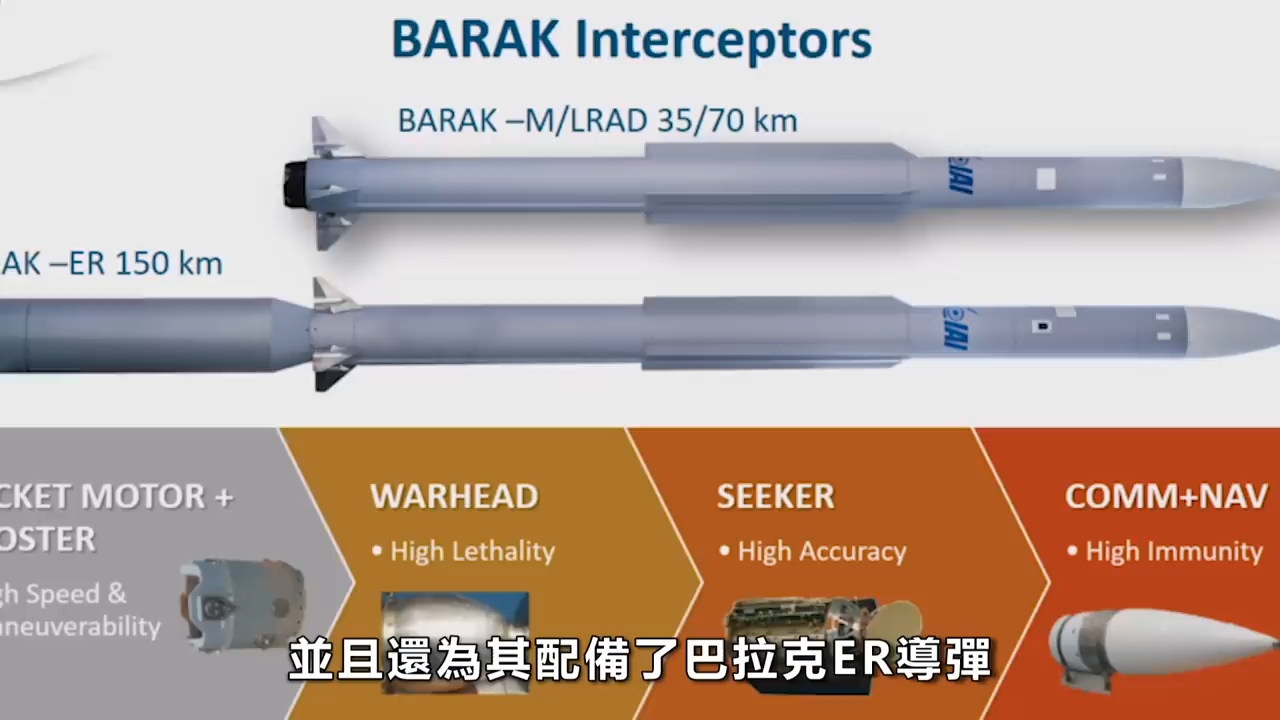 BARAK Interceptors
BARAK –M/LRAD 35/70 km
IAI
AK –ER 150 km
IAI
CKET MOTOR +
OSTER
gh Speed &
aneuverability
WARHEAD
• High Lethality
SEEKER
• High Accuracy
COMM+NAV
• High Immunity
並且還為其配備了巴拉克ER導彈